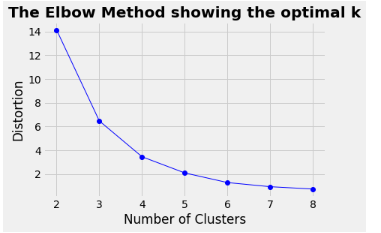 The Elbow Method showing the optimal k
14
12
10
8
6
4
2
Distortion
2 3 4 5 6 7 8
Number of Clusters